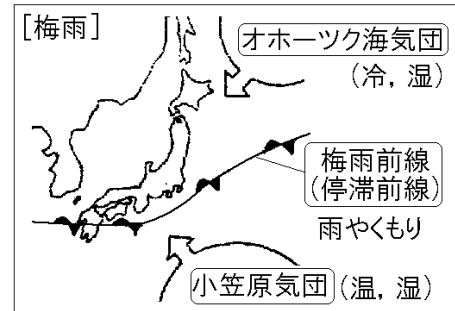 [梅雨]
オホーツク海気団
(冷, 湿)
梅雨前線
(停滞前線)
雨やくもり
小笠原気団 (温, 湿)